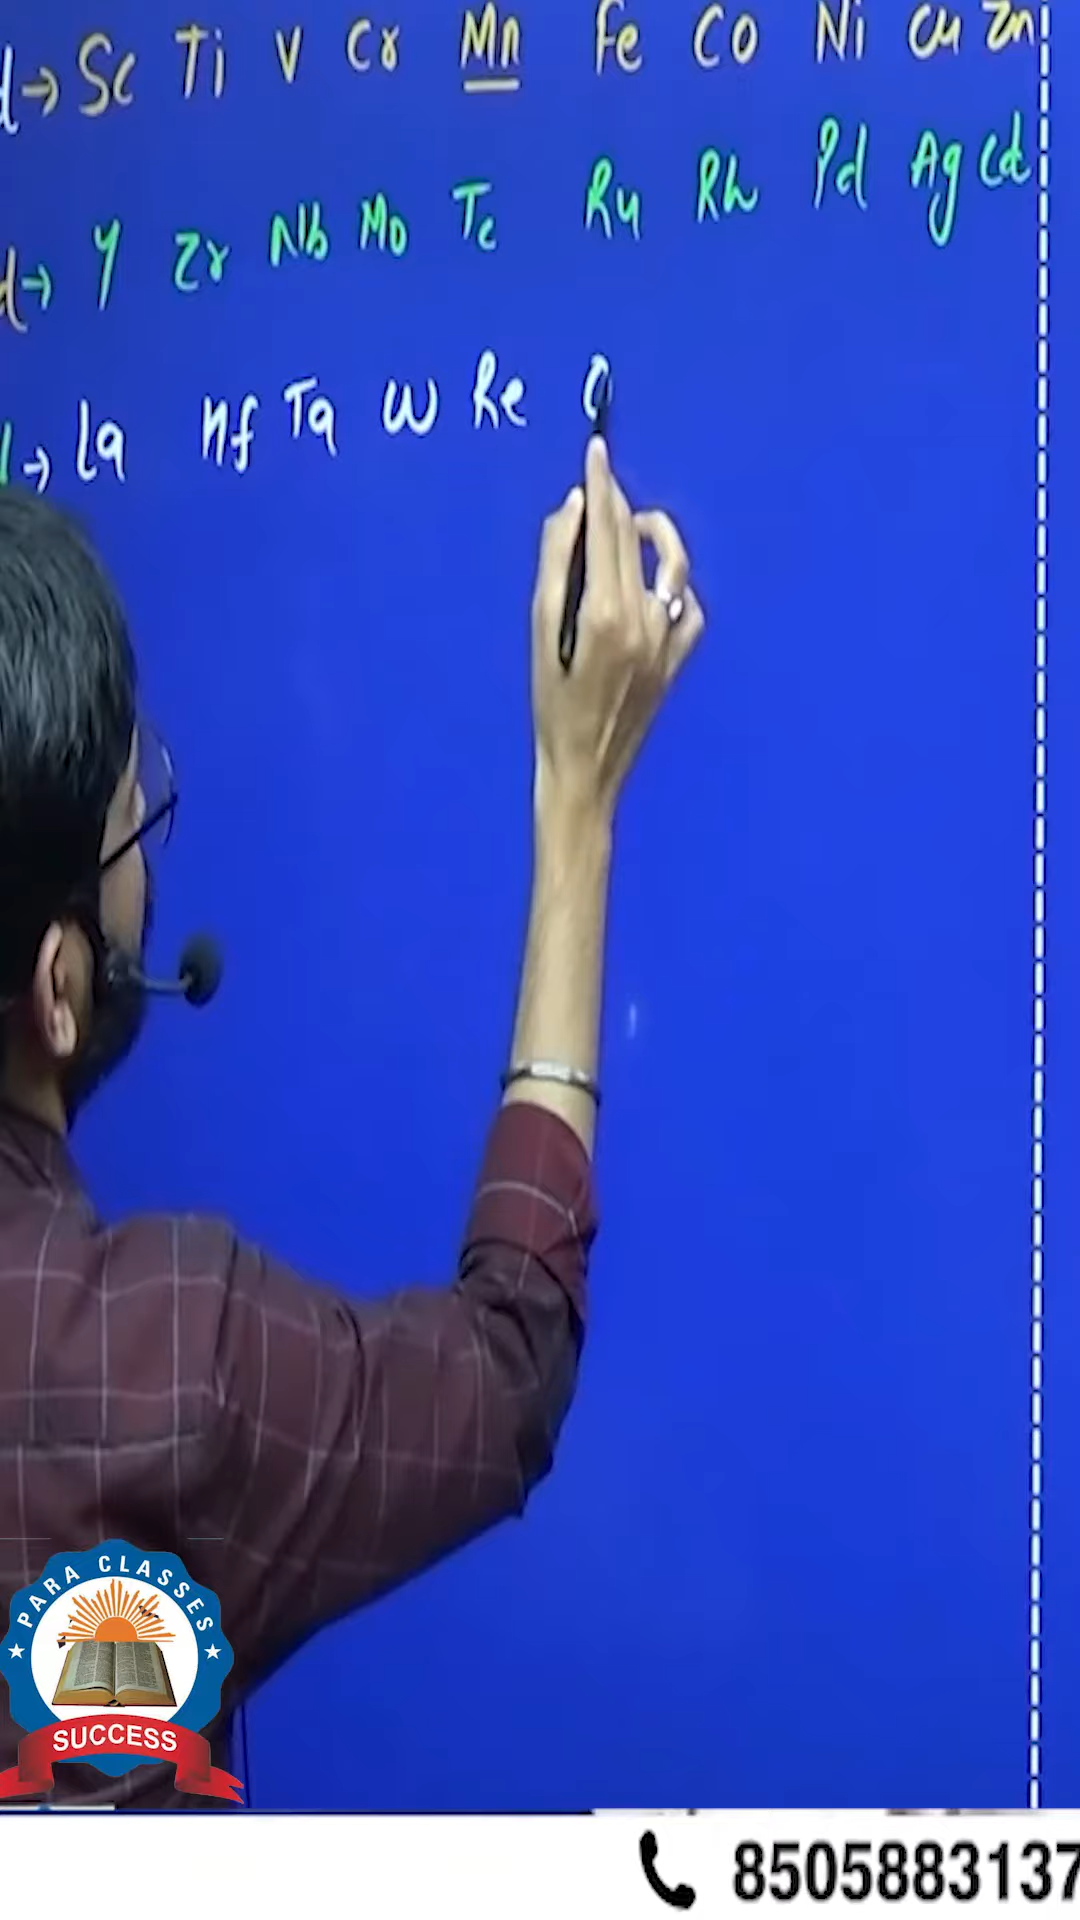 d→ Sc Ti V Cr Mn Fe Co Ni Cu Zn
d→ Y Zr Nb Mo Tc Ru Rh Pd Ag Cd
d→ La Hf Ta W Re O
PARA CLASSES
SUCCESS
8505883137